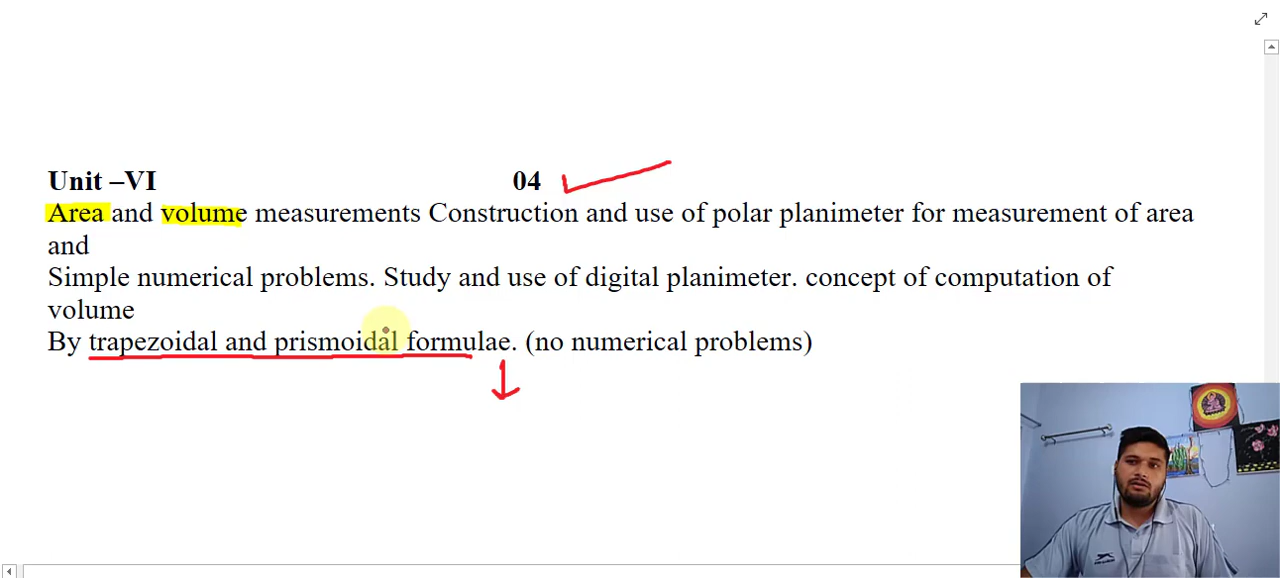 Unit –VI 04
Area and volume measurements Construction and use of polar planimeter for measurement of area
and
Simple numerical problems. Study and use of digital planimeter. concept of computation of
volume
By trapezoidal and prismoidal formulae. (no numerical problems)